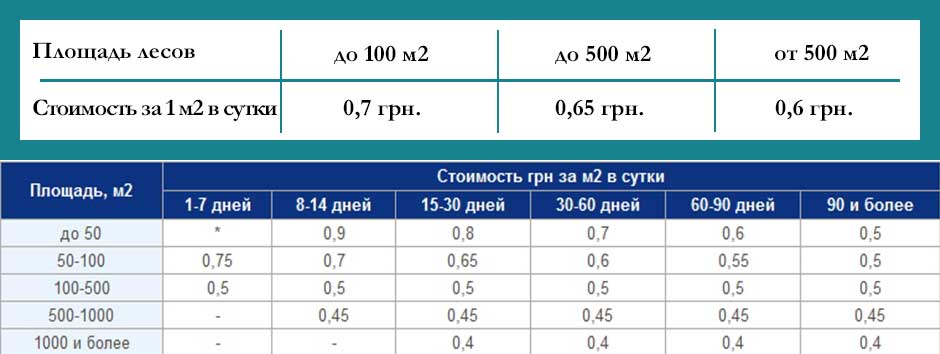 Площадь лесов до 100 м2 до 500 м2 от 500 м2
Стоимость за 1 м2 в сутки 0,7 грн. 0,65 грн. 0,6 грн.
Площадь, м2 Стоимость грн за м2 в сутки
1-7 дней 8-14 дней 15-30 дней 30-60 дней 60-90 дней 90 и более
до 50 * 0,9 0,8 0,7 0,6 0,5
50-100 0,75 0,7 0,65 0,6 0,55 0,5
100-500 0,5 0,5 0,5 0,5 0,5 0,5
500-1000 - 0,45 0,45 0,45 0,45 0,45
1000 и более - - 0,4 0,4 0,4 0,4